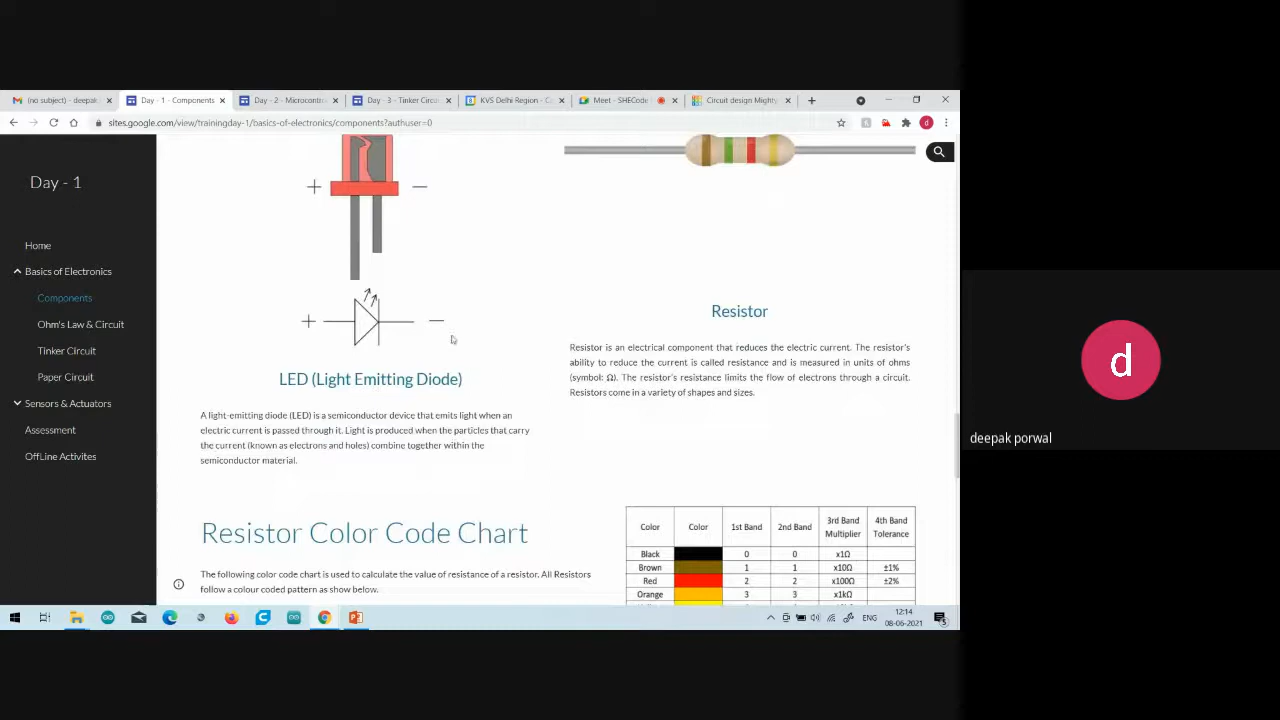 (no subject) - deepak
Day - 1 - Components
Day - 2 - Microcontro
Day - 3 - Tinker Circu
KVS Delhi Region - C
Meet - SHECode
Circuit design Mighty
sites.google.com/view/trainingday-1/basics-of-electronics/components?authuser=0
d
Day - 1
Home
Basics of Electronics
Components
Ohm's Law & Circuit
Tinker Circuit
Paper Circuit
Sensors & Actuators
Assessment
OffLine Activites
+ −
+ −
LED (Light Emitting Diode)
A light-emitting diode (LED) is a semiconductor device that emits light when an
electric current is passed through it. Light is produced when the particles that carry
the current (known as electrons and holes) combine together within the
semiconductor material.
Resistor
Resistor is an electrical component that reduces the electric current. The resistor's
ability to reduce the current is called resistance and is measured in units of ohms
(symbol: Ω). The resistor's resistance limits the flow of electrons through a circuit.
Resistors come in a variety of shapes and sizes.
Resistor Color Code Chart
The following color code chart is used to calculate the value of resistance of a resistor. All Resistors
follow a colour coded pattern as show below.
Color Color 1st Band 2nd Band 3rd Band Multiplier 4th Band Tolerance
Black 0 0 x1Ω
Brown 1 1 x10Ω ±1%
Red 2 2 x100Ω ±2%
Orange 3 3 x1kΩ
ENG
12:14
08-06-2021
d
deepak porwal